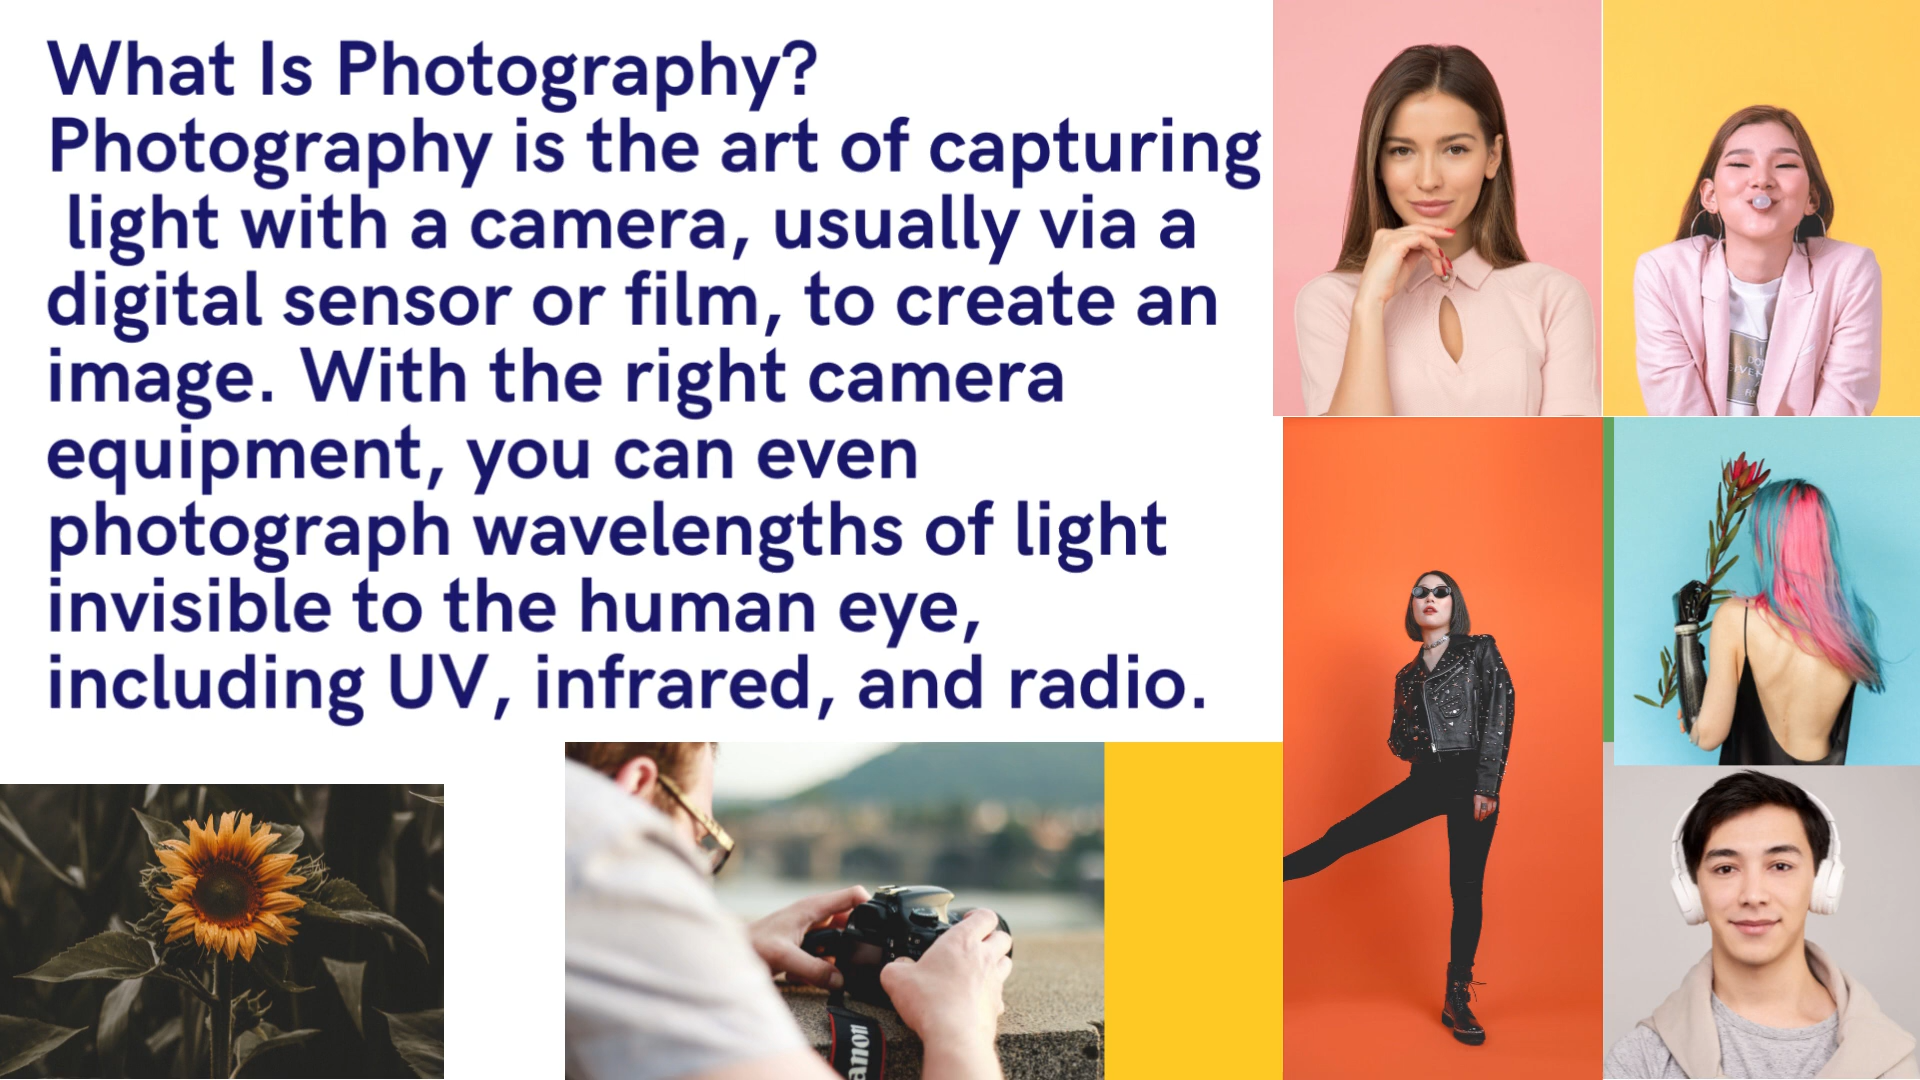 What Is Photography?
Photography is the art of capturing
light with a camera, usually via a
digital sensor or film, to create an
image. With the right camera
equipment, you can even
photograph wavelengths of light
invisible to the human eye,
including UV, infrared, and radio.